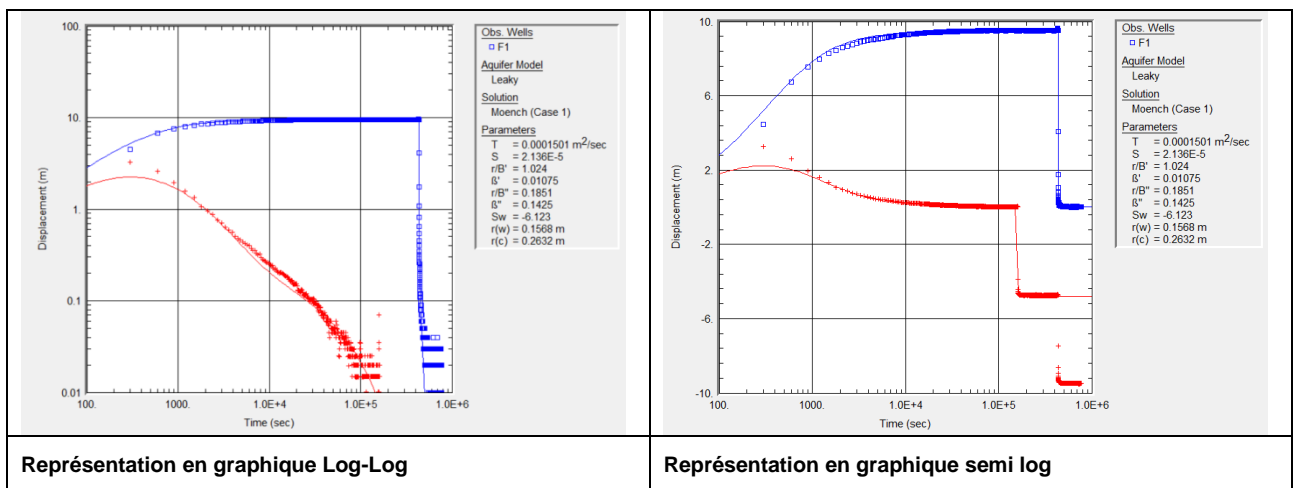 100.
10.
1.
0.1
0.01
100.
1000.
1.0E+4
1.0E+5
1.0E+6
Time (sec)
Displacement (m)
Obs. Wells
F1
Aquifer Model
Leaky
Solution
Moench (Case 1)
Parameters
T = 0.0001501 m²/sec
S = 2.136E-5
r/B' = 1.024
ß' = 0.01075
r/B" = 0.1851
ß" = 0.1425
Sw = -6.123
r(w) = 0.1568 m
r(c) = 0.2632 m
10.
6.
2.
-2.
-6.
-10.
100.
1000.
1.0E+4
1.0E+5
1.0E+6
Time (sec)
Displacement (m)
Obs. Wells
F1
Aquifer Model
Leaky
Solution
Moench (Case 1)
Parameters
T = 0.0001501 m²/sec
S = 2.136E-5
r/B' = 1.024
ß' = 0.01075
r/B" = 0.1851
ß" = 0.1425
Sw = -6.123
r(w) = 0.1568 m
r(c) = 0.2632 m
Représentation en graphique Log-Log
Représentation en graphique semi log